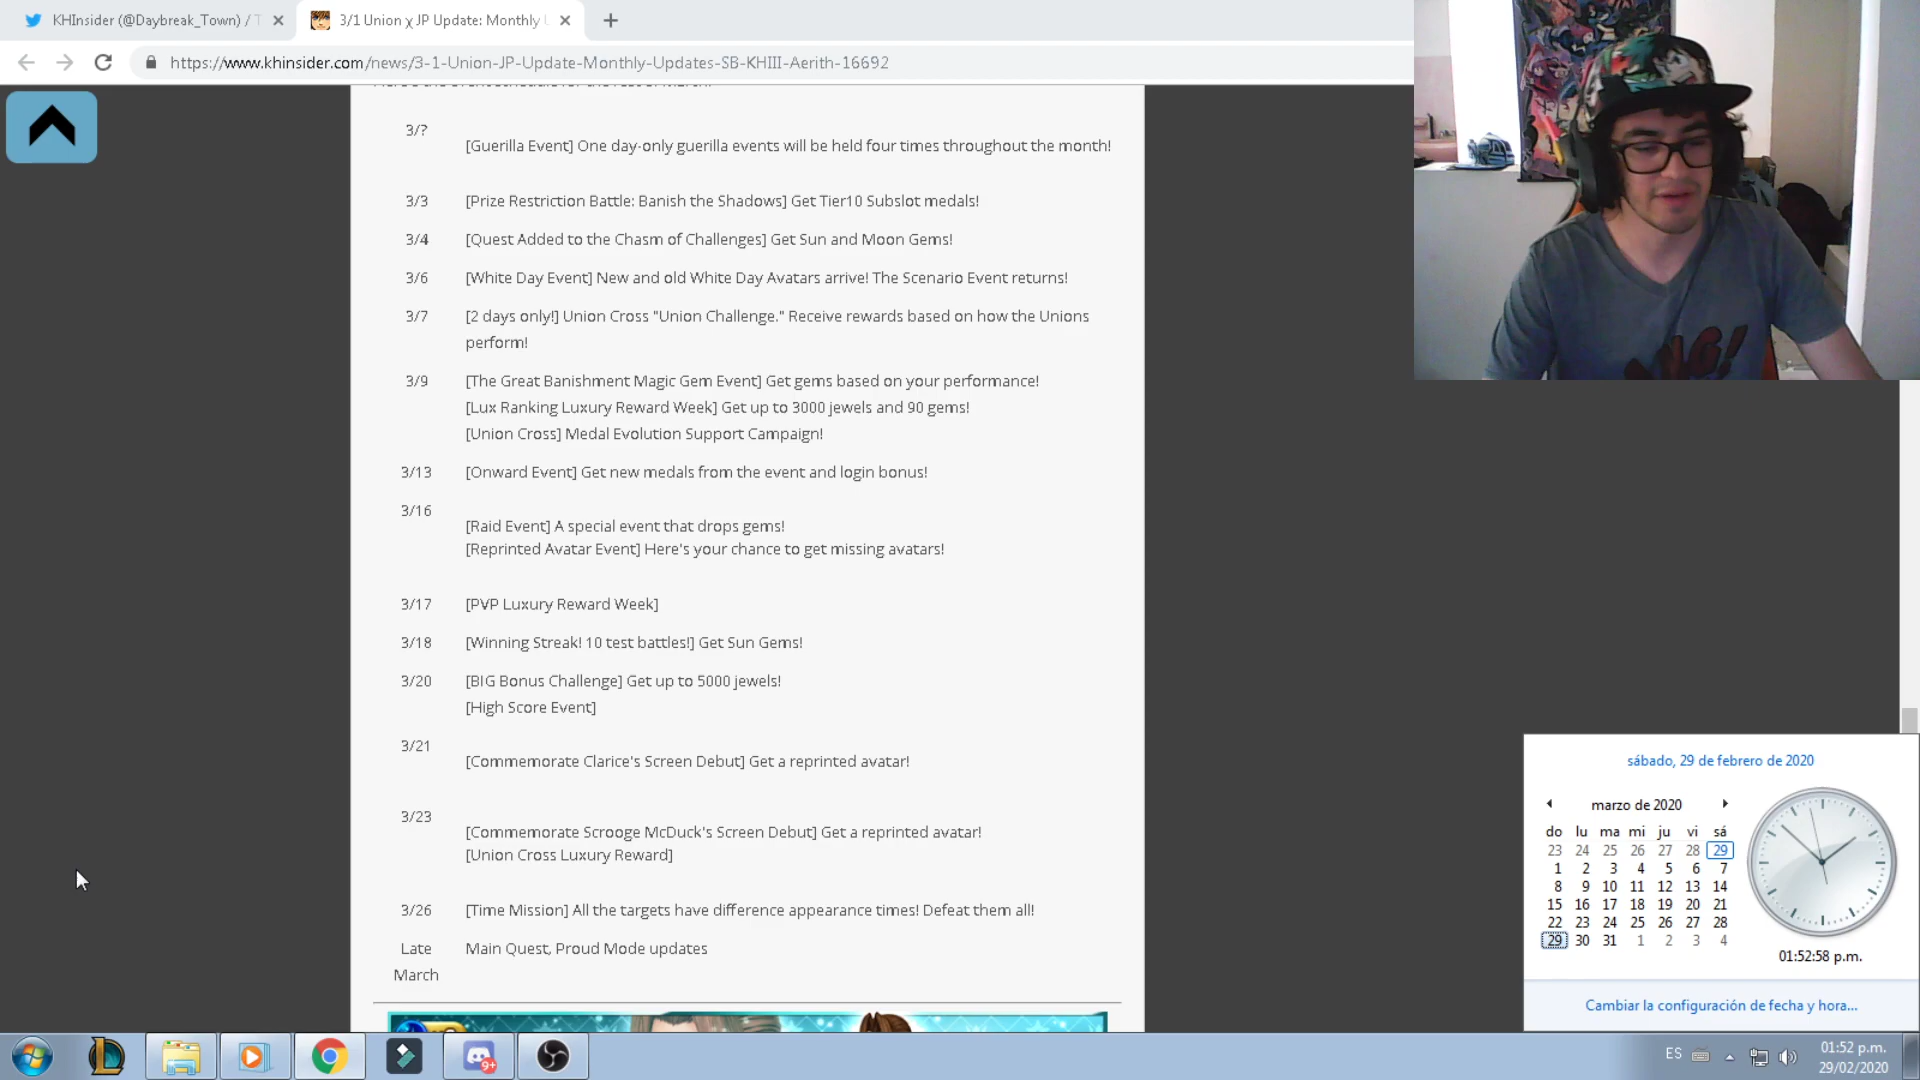 KHInsider (@Daybreak_Town) / T
3/1 Union χ JP Update: Monthly U
https://www.khinsider.com/news/3-1-Union-JP-Update-Monthly-Updates-SB-KHIII-Aerith-16692
3/?
[Guerilla Event] One day-only guerilla events will be held four times throughout the month!
3/3 [Prize Restriction Battle: Banish the Shadows] Get Tier10 Subslot medals!
3/4 [Quest Added to the Chasm of Challenges] Get Sun and Moon Gems!
3/6 [White Day Event] New and old White Day Avatars arrive! The Scenario Event returns!
3/7 [2 days only!] Union Cross "Union Challenge." Receive rewards based on how the Unions
perform!
3/9 [The Great Banishment Magic Gem Event] Get gems based on your performance!
[Lux Ranking Luxury Reward Week] Get up to 3000 jewels and 90 gems!
[Union Cross] Medal Evolution Support Campaign!
3/13 [Onward Event] Get new medals from the event and login bonus!
3/16
[Raid Event] A special event that drops gems!
[Reprinted Avatar Event] Here's your chance to get missing avatars!
3/17 [PVP Luxury Reward Week]
3/18 [Winning Streak! 10 test battles!] Get Sun Gems!
3/20 [BIG Bonus Challenge] Get up to 5000 jewels!
[High Score Event]
3/21
[Commemorate Clarice's Screen Debut] Get a reprinted avatar!
3/23
[Commemorate Scrooge McDuck's Screen Debut] Get a reprinted avatar!
[Union Cross Luxury Reward]
3/26 [Time Mission] All the targets have difference appearance times! Defeat them all!
Late Main Quest, Proud Mode updates
March
sábado, 29 de febrero de 2020
marzo de 2020
do lu ma mi ju vi sá
23 24 25 26 27 28 29
1 2 3 4 5 6 7
8 9 10 11 12 13 14
15 16 17 18 19 20 21
22 23 24 25 26 27 28
29 30 31 1 2 3 4
01:52:58 p.m.
Cambiar la configuración de fecha y hora...
9+
ES
01:52 p.m.
29/02/2020